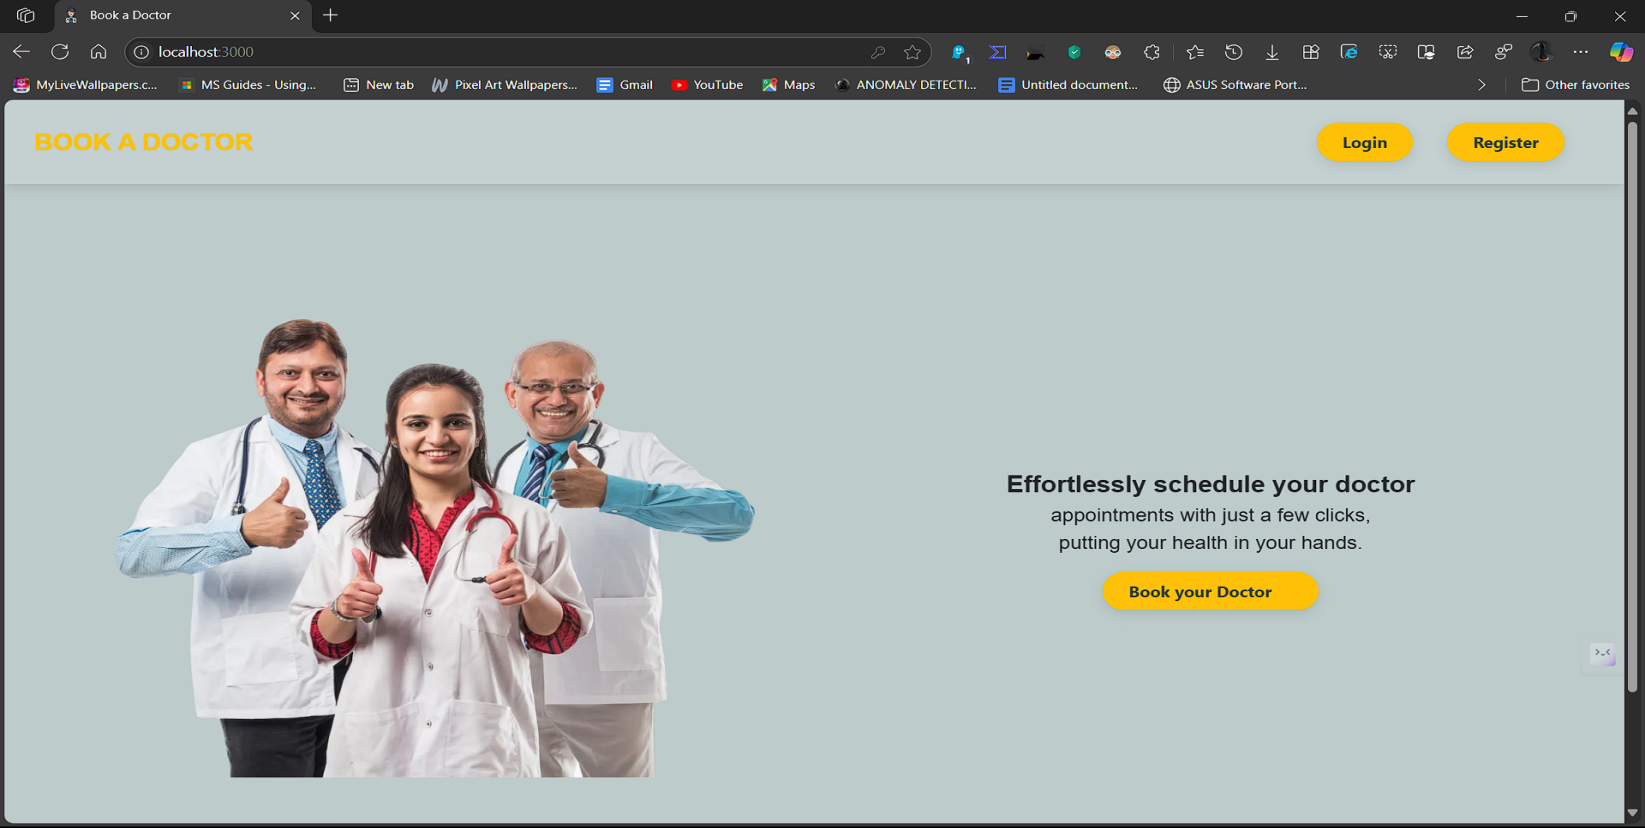 Book a Doctor
localhost:3000
1
MyLiveWallpapers.c...
MS Guides - Using...
New tab
Pixel Art Wallpapers...
Gmail
YouTube
Maps
ANOMALY DETECTI...
Untitled document...
ASUS Software Port...
Other favorites
BOOK A DOCTOR
Login
Register
Effortlessly schedule your doctor
appointments with just a few clicks,
putting your health in your hands.
Book your Doctor